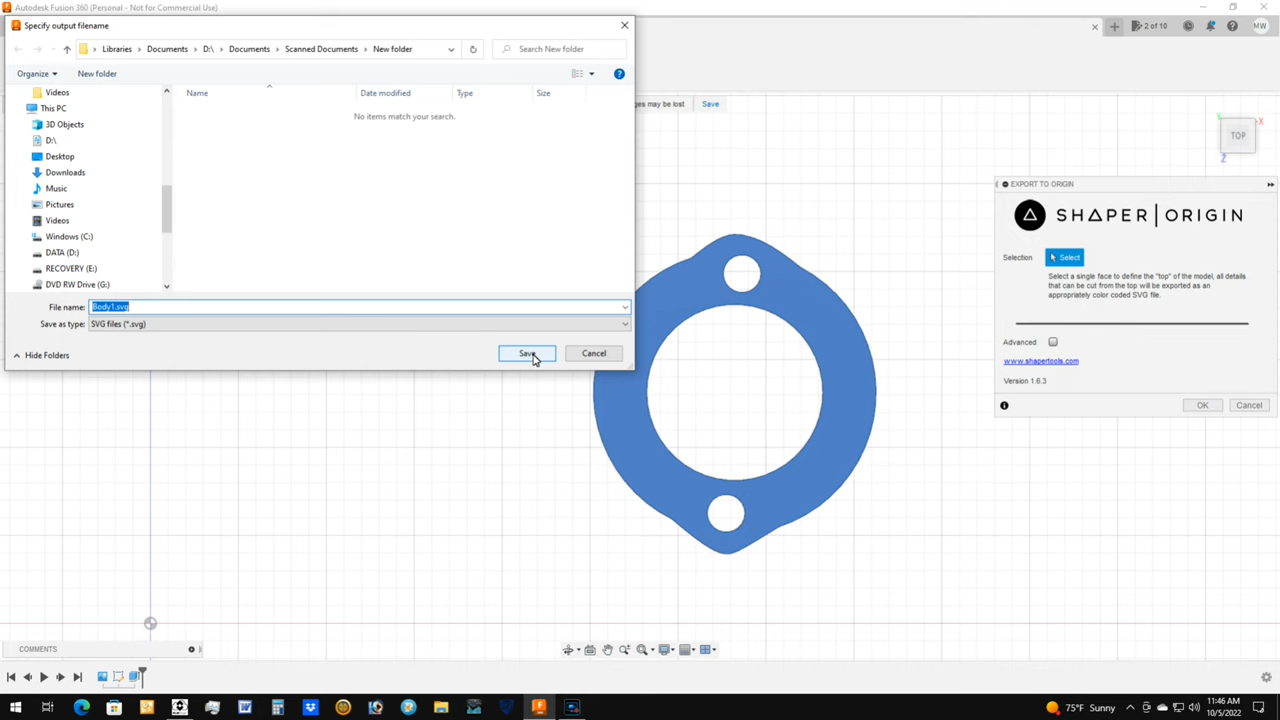 Autodesk Fusion 360 (Personal - Not for Commercial Use)
Specify output filename
Libraries > Documents > D:\ > Documents > Scanned Documents > New folder
Search New folder
2 of 10
MW
Organize
New folder
Name
Date modified
Type
Size
No items match your search.
Videos
This PC
3D Objects
D:\
Desktop
Downloads
Music
Pictures
Videos
Windows (C:)
DATA (D:)
RECOVERY (E:)
DVD RW Drive (G:)
ges may be lost
Save
TOP
X
Z
EXPORT TO ORIGIN
SHAPER|ORIGIN
Selection
Select
Select a single face to define the "top" of the model, all details
that can be cut from the top will be exported as an
appropriately color coded SVG file.
Advanced
www.shapertools.com
Version 1.6.3
OK
Cancel
File name:
Body1.svg
Save as type:
SVG files (*.svg)
Hide Folders
Save
Cancel
COMMENTS
75°F Sunny
11:46 AM
10/5/2022